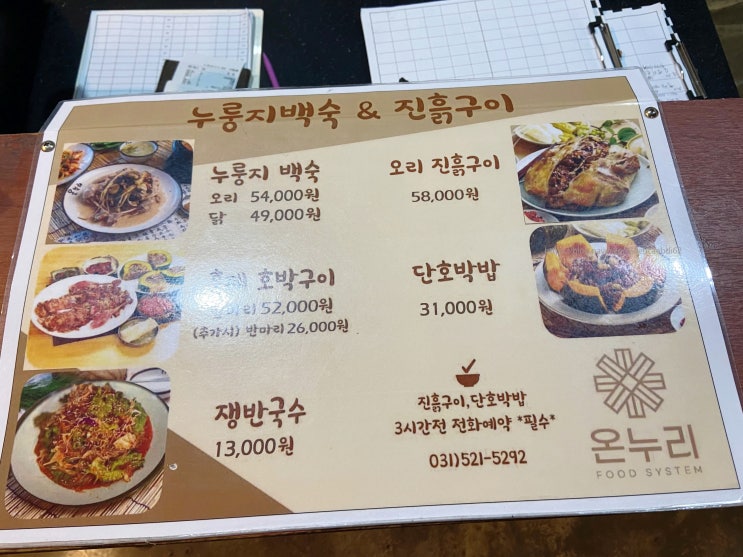 누룽지백숙 & 진흙구이
누룽지 백숙
오리 54,000원
닭 49,000원
오리 진흙구이
58,000원
호박구이
52,000원
(추가시) 반마리 26,000원
단호박밥
31,000원
쟁반국수
13,000원
진흙구이,단호박밥
3시간전 전화예약 *필수*
031)521-5292
온누리
FOOD SYSTEM